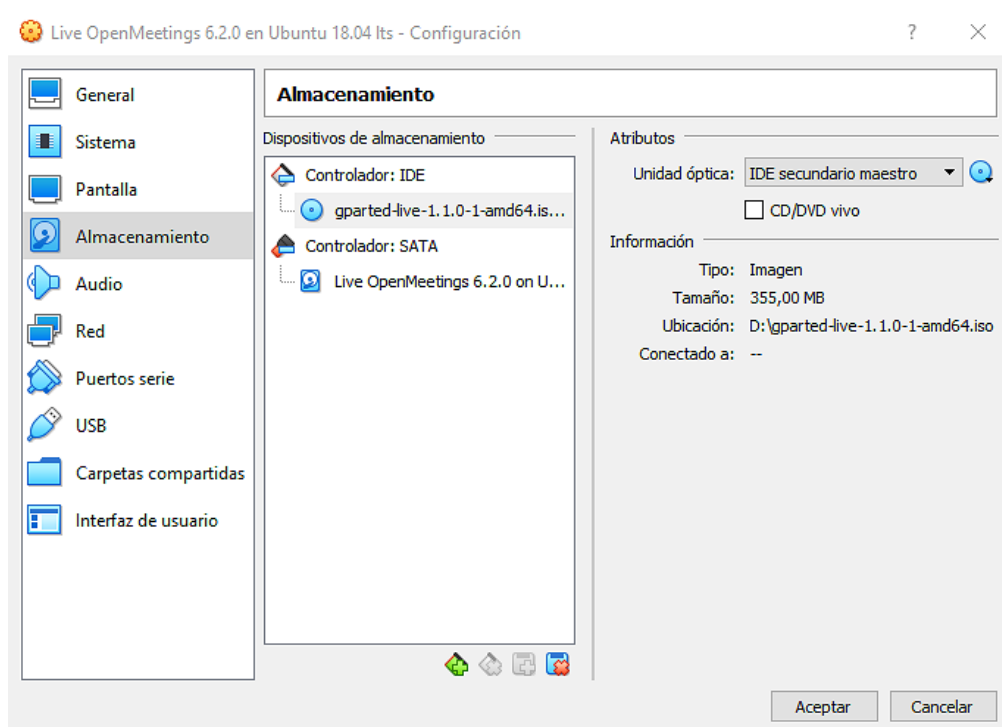 Live OpenMeetings 6.2.0 en Ubuntu 18.04 lts - Configuración
?
General
Sistema
Pantalla
Almacenamiento
Audio
Red
Puertos serie
USB
Carpetas compartidas
Interfaz de usuario
Almacenamiento
Dispositivos de almacenamiento
Controlador: IDE
gparted-live-1.1.0-1-amd64.is...
Controlador: SATA
Live OpenMeetings 6.2.0 on U...
Atributos
Unidad óptica: IDE secundario maestro
CD/DVD vivo
Información
Tipo: Imagen
Tamaño: 355,00 MB
Ubicación: D:\gparted-live-1.1.0-1-amd64.iso
Conectado a: --
Aceptar Cancelar